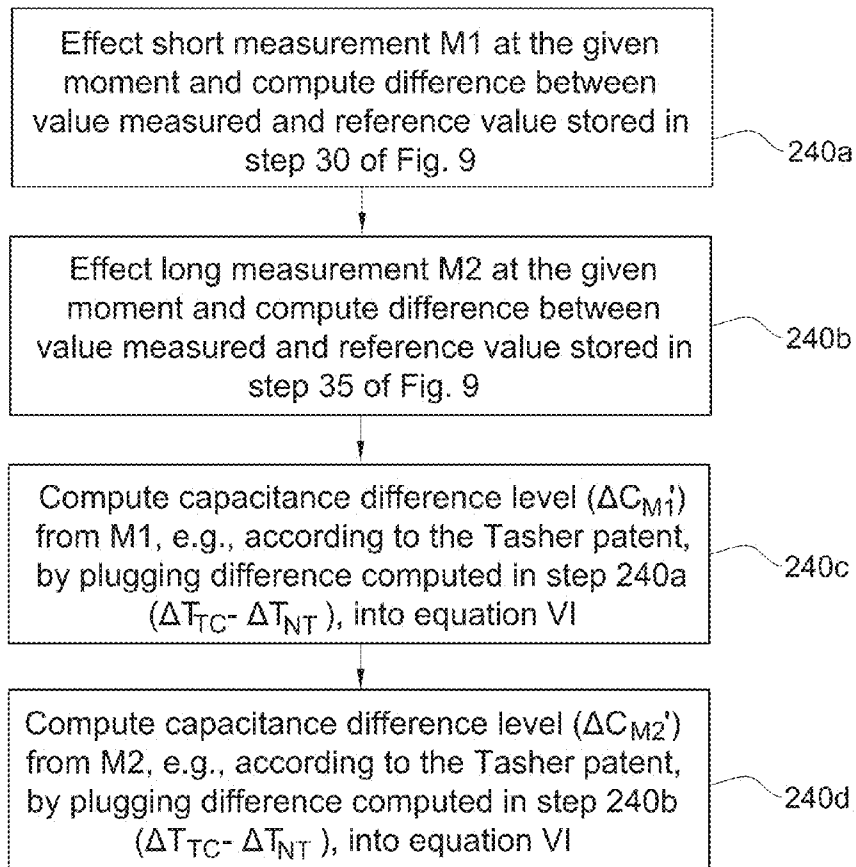 Effect short measurement M1 at the given
moment and compute difference between
value measured and reference value stored in
step 30 of Fig. 9
240a
Effect long measurement M2 at the given
moment and compute difference between
value measured and reference value stored in
step 35 of Fig. 9
240b
Compute capacitance difference level (ΔC_M1')
from M1, e.g., according to the Tasher patent,
by plugging difference computed in step 240a
(ΔT_TC- ΔT_NT ), into equation VI
240c
Compute capacitance difference level (ΔC_M2')
from M2, e.g., according to the Tasher patent,
by plugging difference computed in step 240b
(ΔT_TC- ΔT_NT ), into equation VI
240d